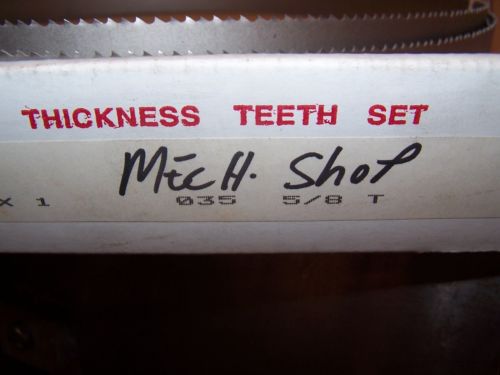 THICKNESS TEETH SET
MECH. SHOP
X 1 035 5/8 T